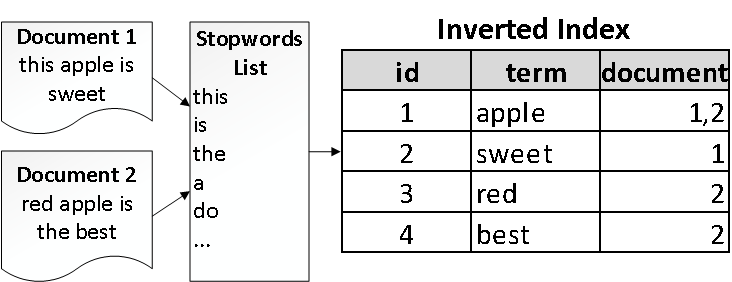 Document 1
this apple is
sweet
Document 2
red apple is
the best
Stopwords
List
this
is
the
a
do
...
Inverted Index
id term document
1 apple 1,2
2 sweet 1
3 red 2
4 best 2